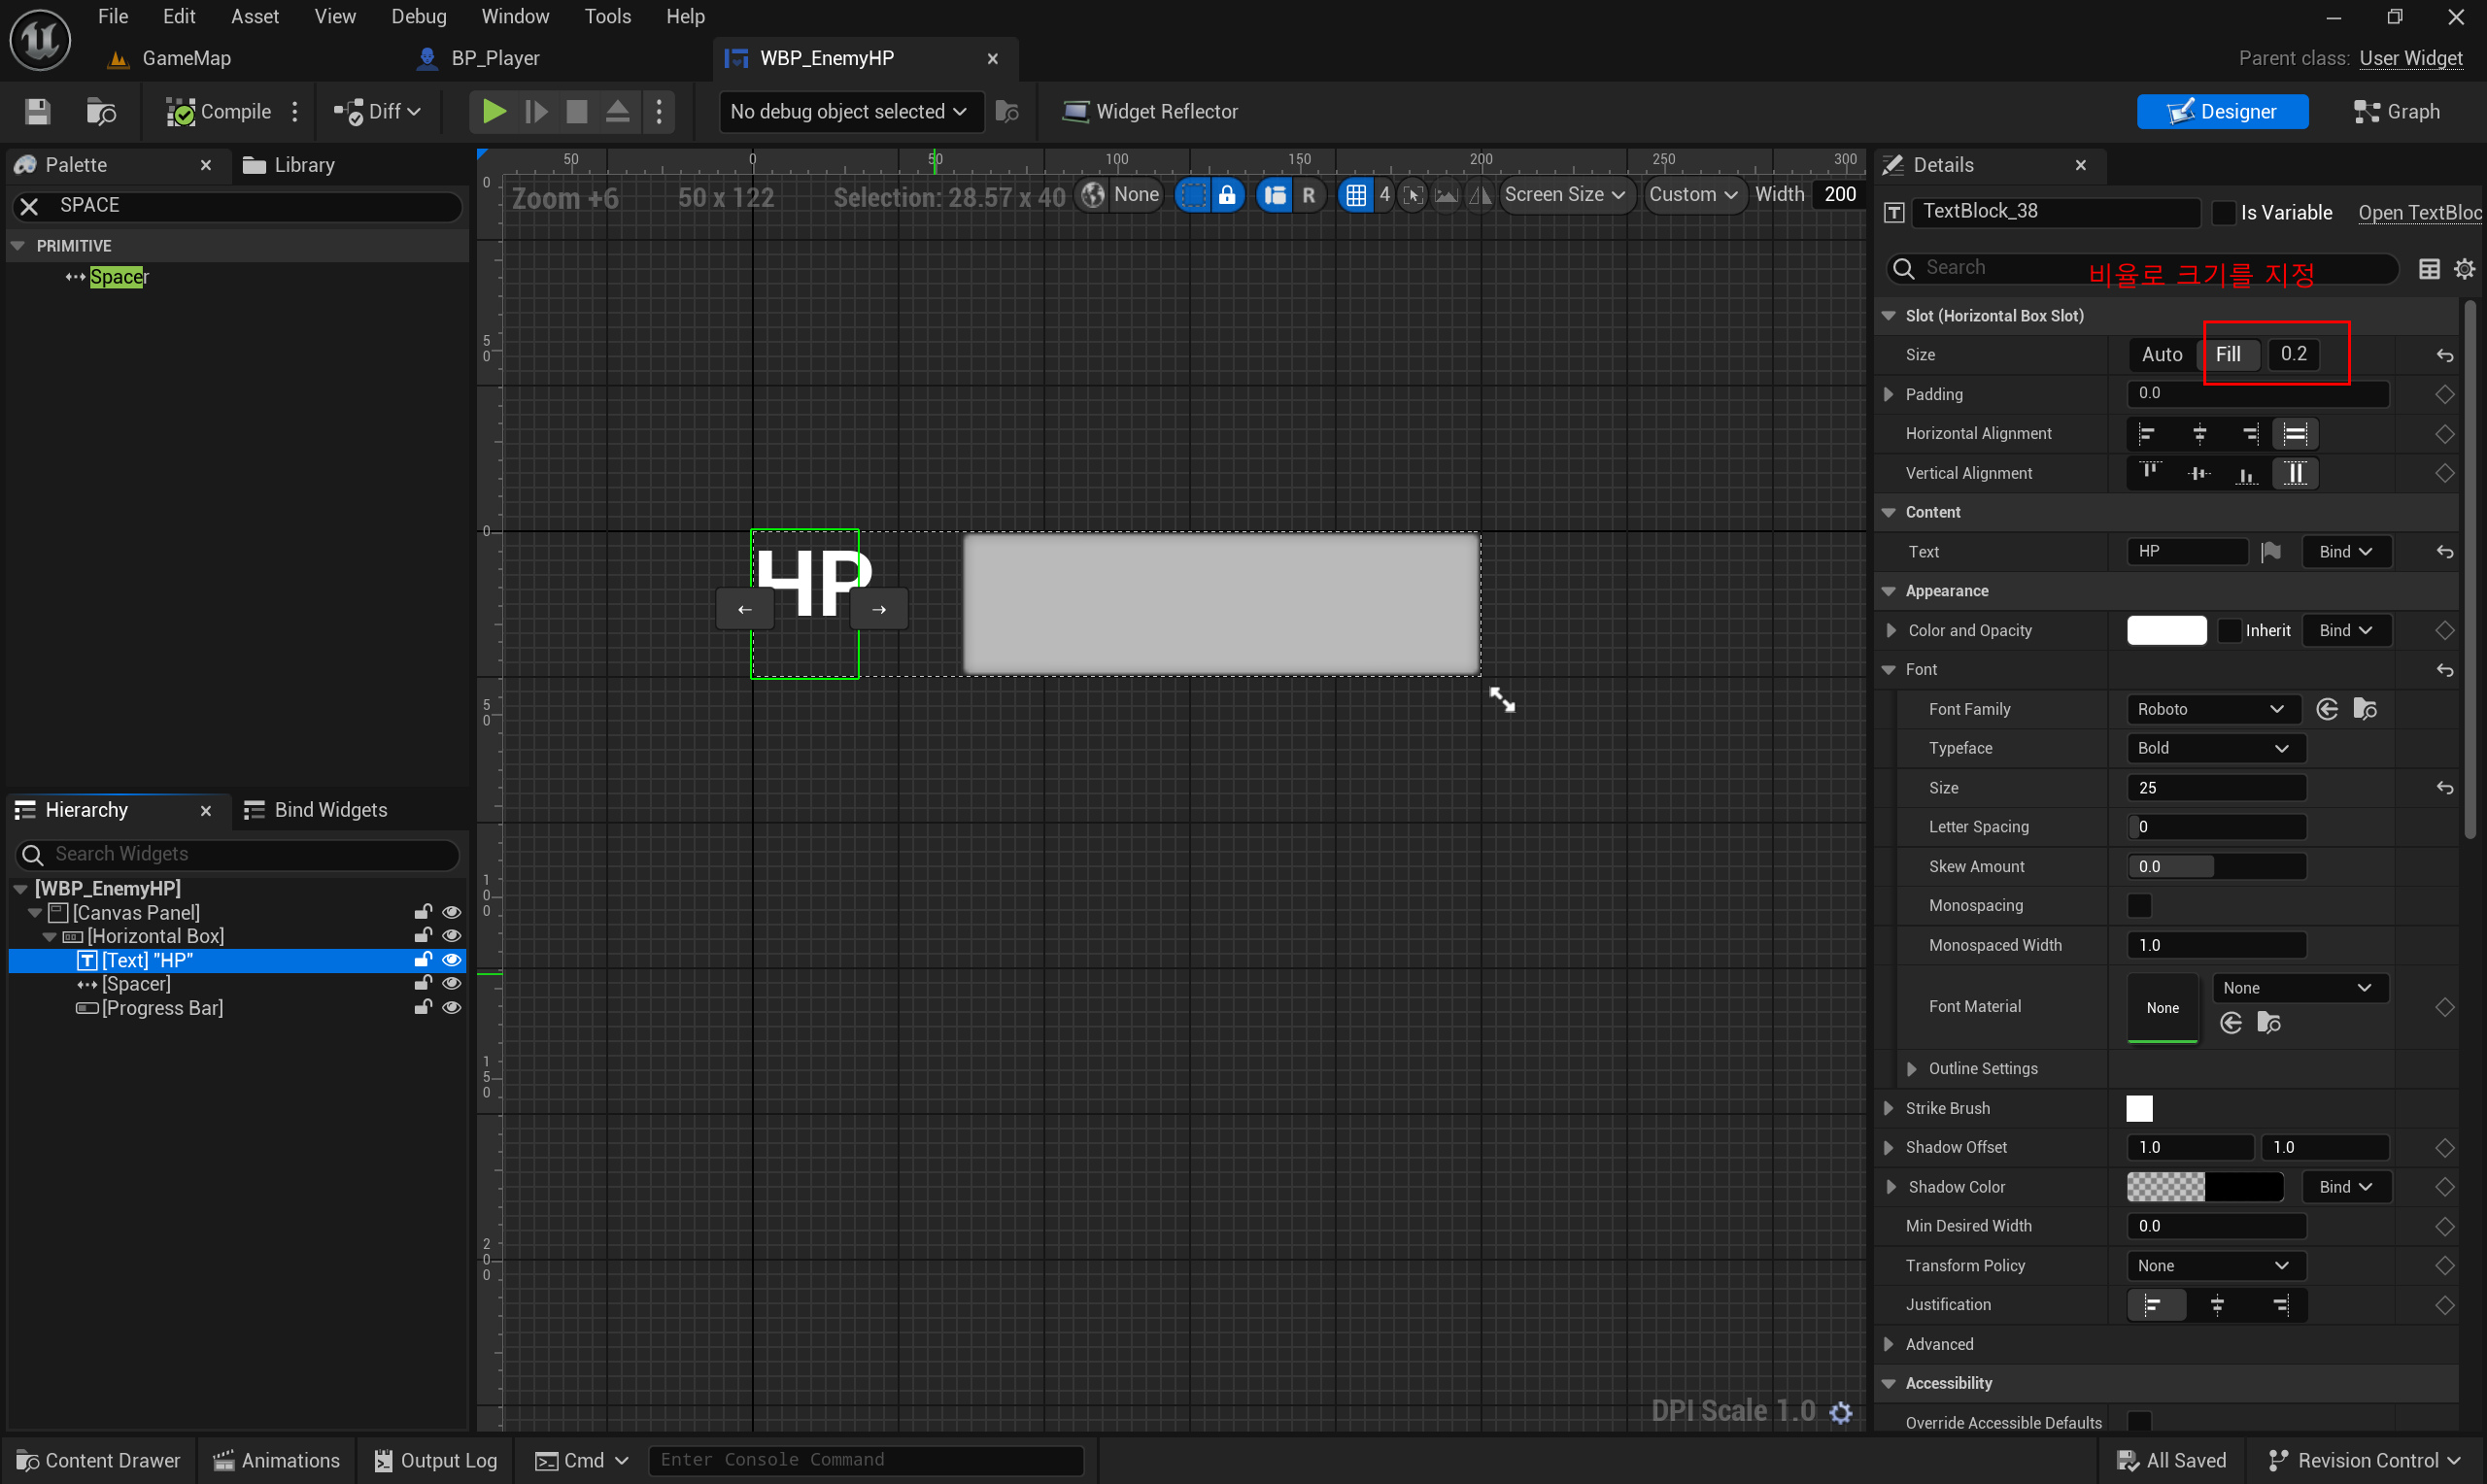 File Edit Asset View Debug Window Tools Help
GameMap BP_Player WBP_EnemyHP Parent class: User Widget
Compile Diff No debug object selected Widget Reflector Designer Graph
Palette Library
SPACE
PRIMITIVE
Spacer
50 0 50 100 150 200 250 300
Zoom +6 50 x 122 Selection: 28.57 x 40 None R 4 Screen Size Custom Width 200
0
50
0
50
100
150
200
HP
← →
DPI Scale 1.0
Hierarchy Bind Widgets
Search Widgets
[WBP_EnemyHP]
[Canvas Panel]
[Horizontal Box]
[Text] "HP"
[Spacer]
[Progress Bar]
Details
TextBlock_38 Is Variable Open TextBloc
Search 비율로 크기를 지정
Slot (Horizontal Box Slot)
Size Auto Fill 0.2
Padding 0.0
Horizontal Alignment
Vertical Alignment
Content
Text HP Bind
Appearance
Color and Opacity Inherit Bind
Font
Font Family Roboto
Typeface Bold
Size 25
Letter Spacing 0
Skew Amount 0.0
Monospacing
Monospaced Width 1.0
Font Material None None
Outline Settings
Strike Brush
Shadow Offset 1.0 1.0
Shadow Color Bind
Min Desired Width 0.0
Transform Policy None
Justification
Advanced
Accessibility
Override Accessible Defaults
Content Drawer Animations Output Log Cmd Enter Console Command All Saved Revision Control